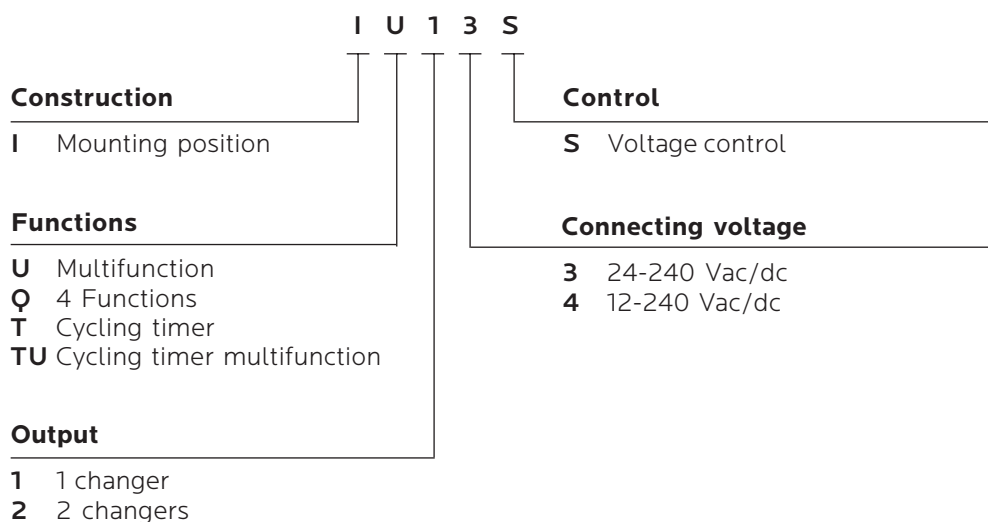 I U 1 3 S
Construction
I Mounting position
Functions
U Multifunction
Q 4 Functions
T Cycling timer
TU Cycling timer multifunction
Output
1 1 changer
2 2 changers
Control
S Voltage control
Connecting voltage
3 24-240 Vac/dc
4 12-240 Vac/dc